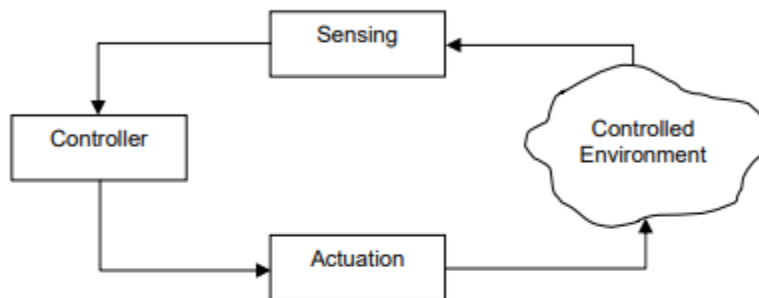 Sensing
Controller
Controlled
Environment
Actuation